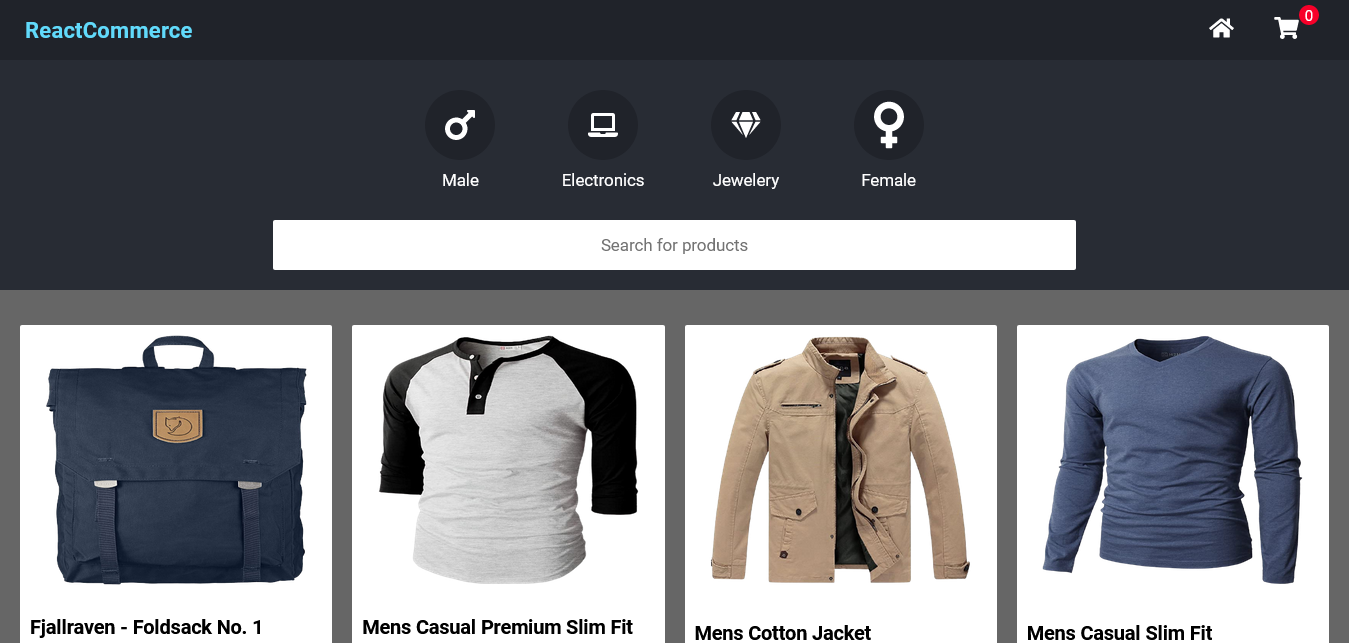 ReactCommerce
0
Male
Electronics
Jewelery
Female
Search for products
Fjallraven - Foldsack No. 1
Mens Casual Premium Slim Fit
Mens Cotton Jacket
Mens Casual Slim Fit